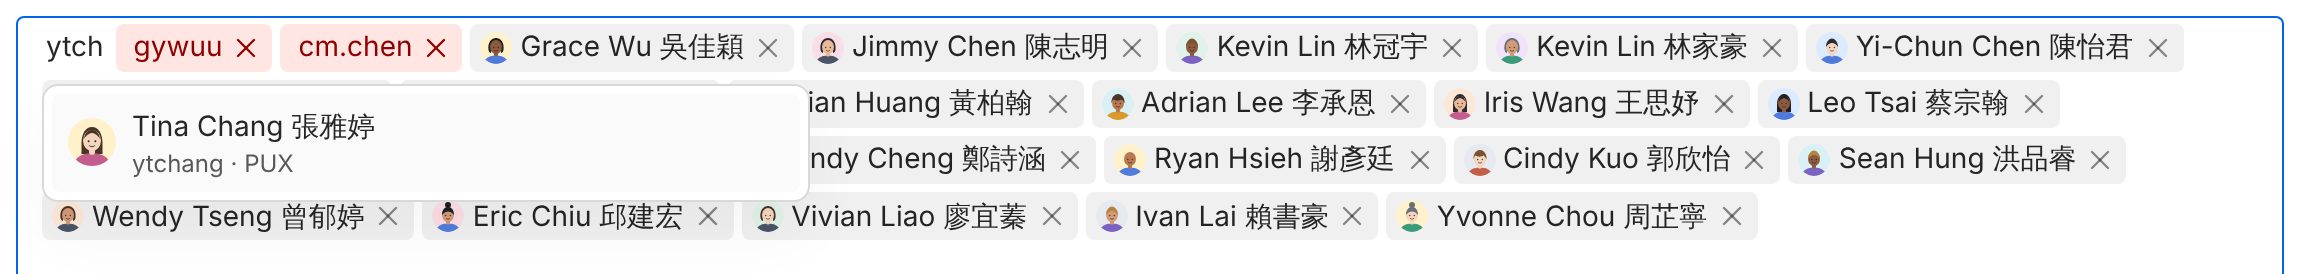 ytch gywuu cm.chen Grace Wu 吳佳穎 Jimmy Chen 陳志明 Kevin Lin 林冠宇 Kevin Lin 林家豪 Yi-Chun Chen 陳怡君
Huang 黃柏翰 Adrian Lee 李承恩 Iris Wang 王思妤 Leo Tsai 蔡宗翰
Tina Chang 張雅婷
ytchang · PUX
Cheng 鄭詩涵 Ryan Hsieh 謝彥廷 Cindy Kuo 郭欣怡 Sean Hung 洪品睿
Wendy Tseng 曾郁婷 Eric Chiu 邱建宏 Vivian Liao 廖宜蓁 Ivan Lai 賴書豪 Yvonne Chou 周芷寧